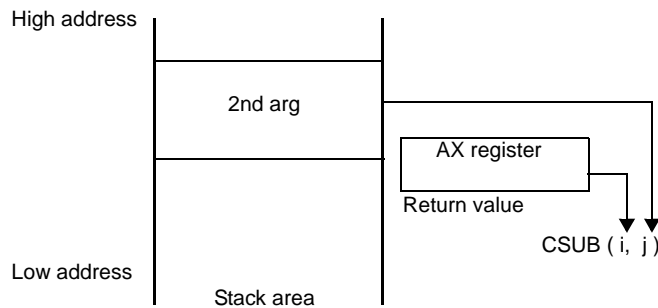 High address
2nd arg
AX register
Return value
CSUB ( i, j )
Low address
Stack area